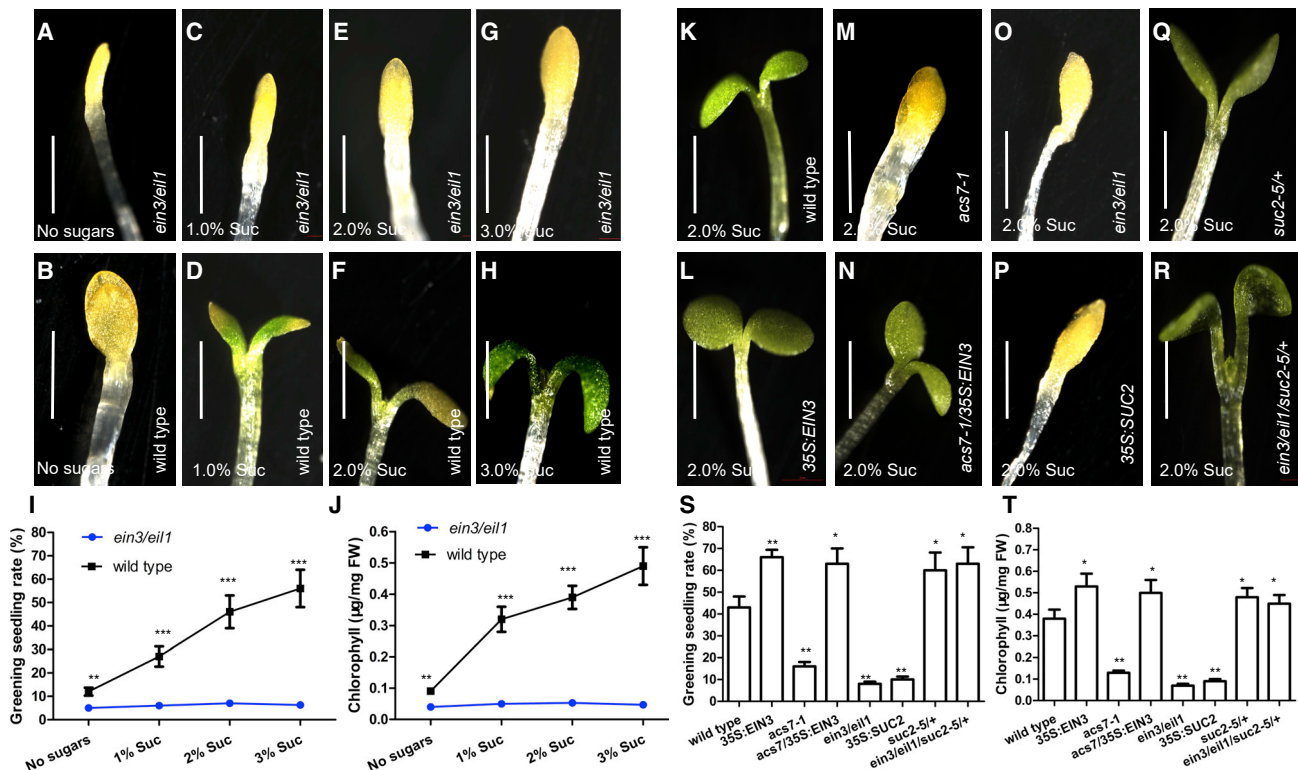 A
ein3/eil1
No sugars
C
ein3/eil1
1.0% Suc
E
ein3/eil1
2.0% Suc
G
ein3/eil1
3.0% Suc
B
wild type
No sugars
D
wild type
1.0% Suc
F
wild type
2.0% Suc
H
wild type
3.0% Suc
K
wild type
2.0% Suc
M
acs7-1
2.0% Suc
O
ein3/eil1
2.0% Suc
Q
suc2-5/+
2.0% Suc
L
35S:EIN3
2.0% Suc
N
acs7-1/35S:EIN3
2.0% Suc
P
35S:SUC2
2.0% Suc
R
ein3/eil1/suc2-5/+
2.0% Suc
I
Greening seedling rate (%)
80
70
60
50
40
30
20
10
0
ein3/eil1
wild type
**
***
***
***
No sugars
1% Suc
2% Suc
3% Suc
J
Chlorophyll (µg/mg FW)
0.6
0.5
0.4
0.3
0.2
0.1
0.0
ein3/eil1
wild type
**
***
***
***
No sugars
1% Suc
2% Suc
3% Suc
S
Greening seedling rate (%)
80
70
60
50
40
30
20
10
0
**
**
*
**
**
*
*
wild type
35S:EIN3
acs7-1
acs7/35S:EIN3
ein3/eil1
35S:SUC2
suc2-5/+
ein3/eil1/suc2-5/+
T
Chlorophyll (µg/mg FW)
0.8
0.7
0.6
0.5
0.4
0.3
0.2
0.1
0.0
*
**
*
**
**
*
*
wild type
35S:EIN3
acs7-1
acs7/35S:EIN3
ein3/eil1
35S:SUC2
suc2-5/+
ein3/eil1/suc2-5/+